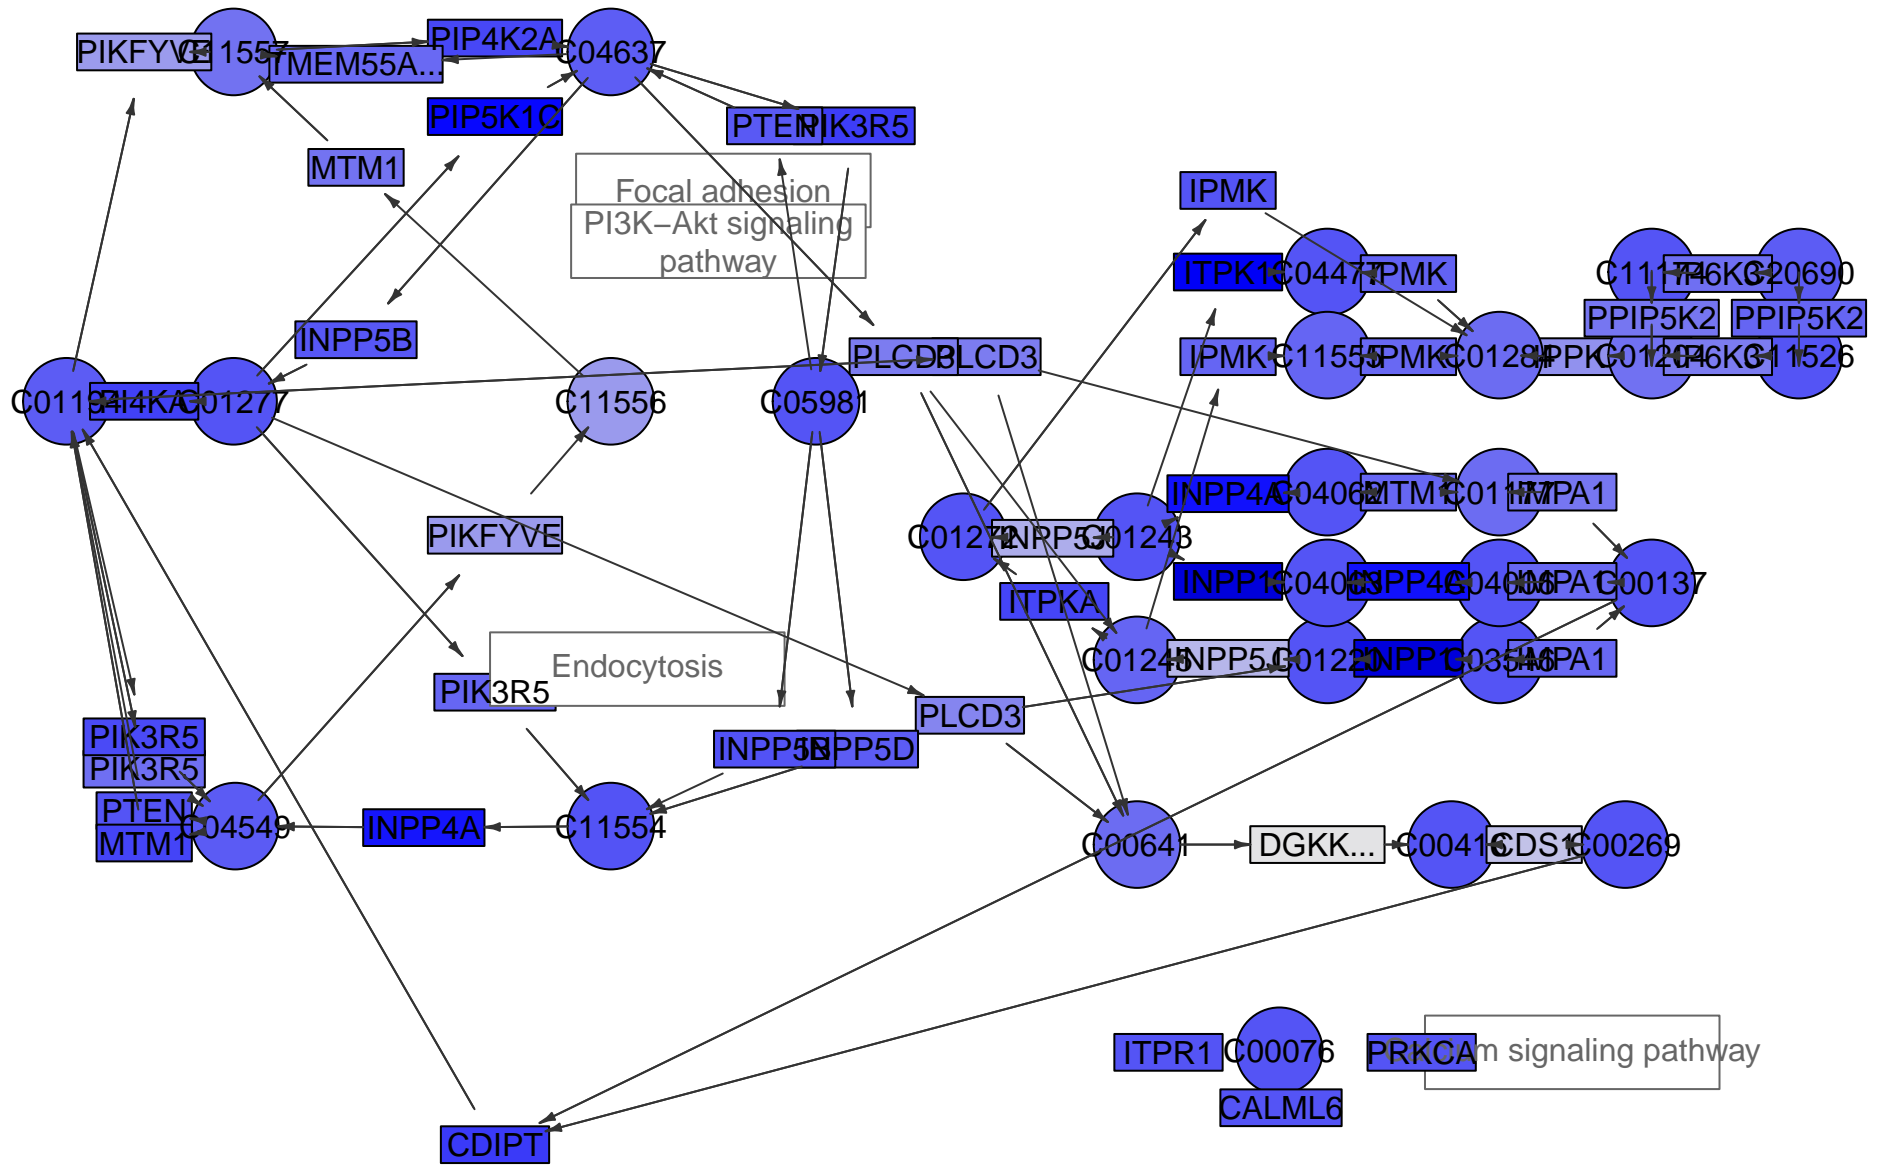 PIKFYVE
C11557
TMEM55A...
PIP4K2A
C04637
PIP5K1C
PTEN
PIK3R5
MTM1
Focal adhesion
PI3K−Akt signaling
pathway
IPMK
ITPK1
C04477
IPMK
C11174
IP6K3
C20690
PPIP5K2
PPIP5K2
INPP5B
PLCD3
PLCD3
IPMK
C11555
IPMK
C01284
IPPK
C01204
IP6K3
C11526
C01194
PI4KA
C01277
C11556
C05981
INPP4A
C04062
MTM1
C01177
IMPA1
PIKFYVE
C01272
INPP5J
C01243
INPP1
C04063
INPP4A
C04006
IMPA1
C00137
ITPKA
C01245
INPP5J
C01220
INPP1
C03546
IMPA1
Endocytosis
PIK3R5
PLCD3
PIK3R5
PIK3R5
INPP5B
INPP5D
PTEN
MTM1
C04549
INPP4A
C11554
C00641
DGKK...
C00416
CDS1
C00269
ITPR1
C00076
PRKCA
signaling pathway
CALML6
CDIPT